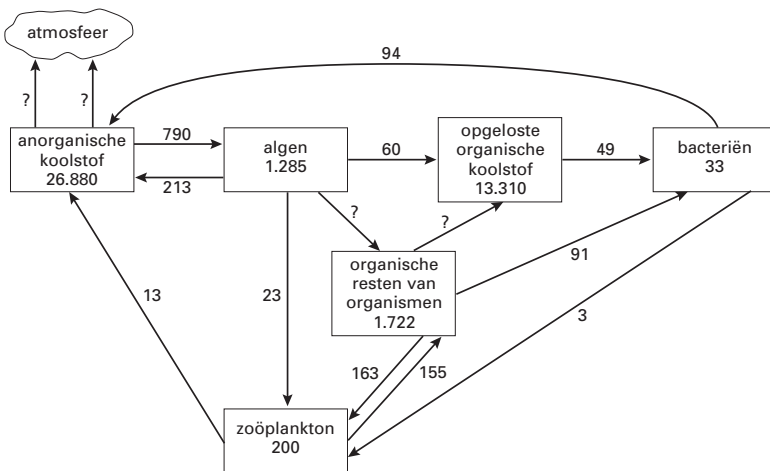 atmosfeer
94
?
?
anorganische
koolstof
26.880
790
213
algen
1.285
60
opgeloste
organische
koolstof
13.310
49
bacteriën
33
?
?
organische
resten van
organismen
1.722
91
13
23
3
163
155
zoöplankton
200